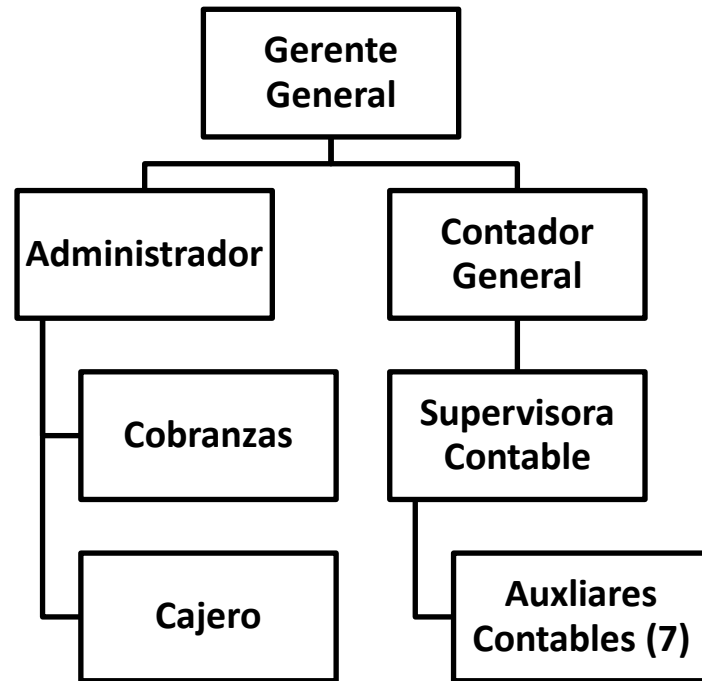 Gerente
General
Administrador
Contador
General
Cobranzas
Supervisora
Contable
Cajero
Auxliares
Contables (7)